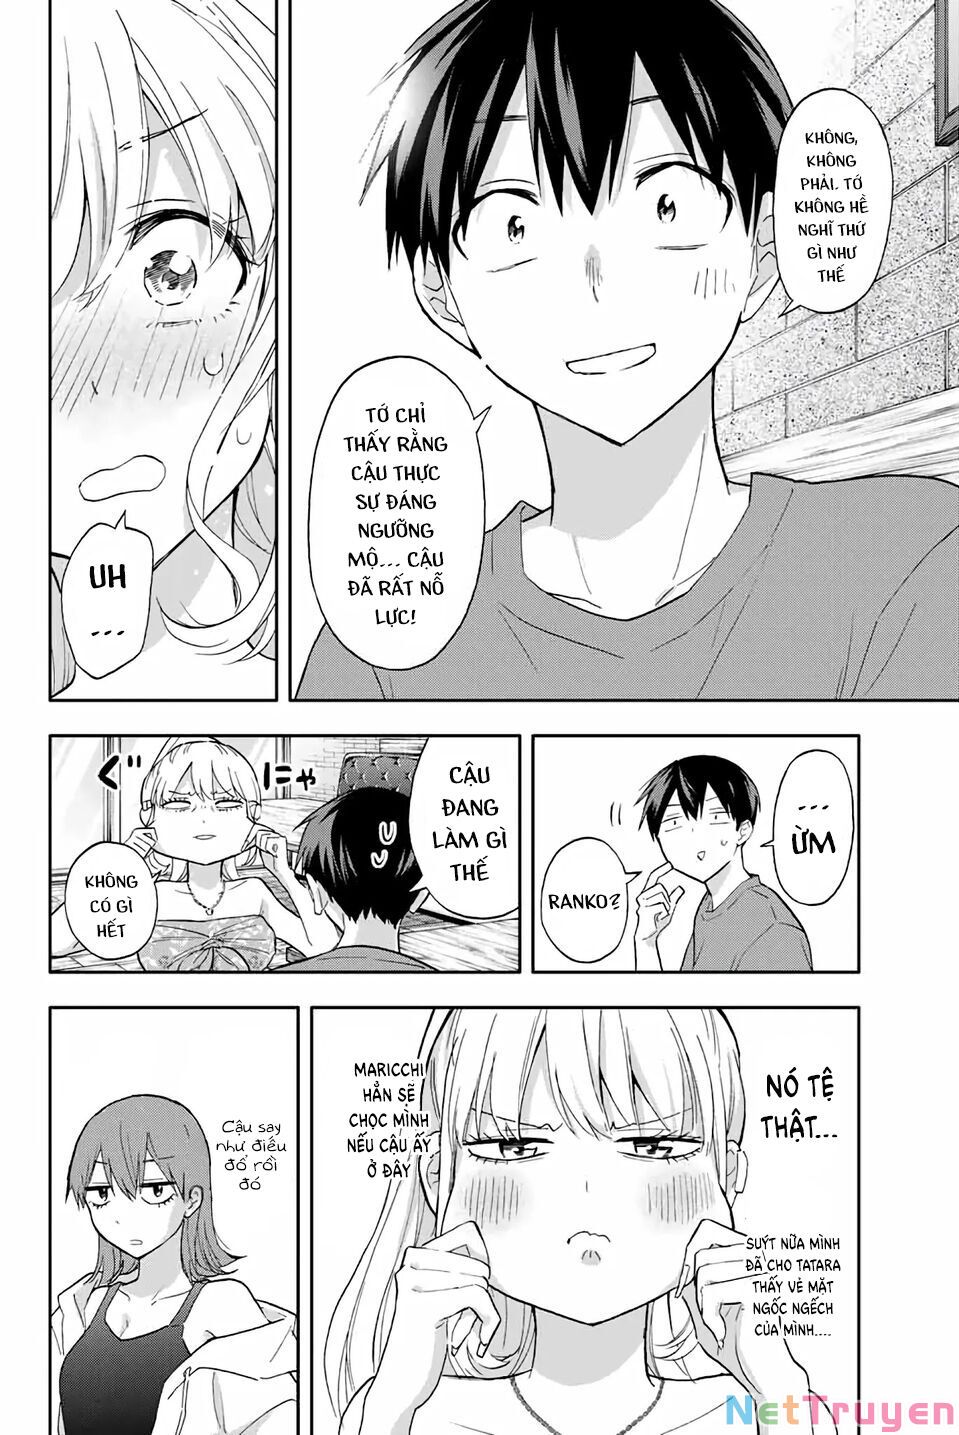 KHÔNG,
KHÔNG
PHẢI, TỚ
KHÔNG HỀ
NGHĨ THỨ
GÌ NHƯ
THẾ
TỚ CHỈ
THẤY RẰNG
CẬU THỰC
SỰ ĐÁNG
NGƯỠNG
MỘ... CẬU
ĐÃ RẤT NỖ
LỰC!
UH
...
...
ỪM
RANKO?
CẬU
ĐANG
LÀM GÌ
THẾ
ぐ"
にゃ
KHÔNG
CÓ GÌ
HẾT
NÓ TỆ
THẬT...
MARICCHI
HẲN SẼ
CHỌC MÌNH
NẾU CẬU ẤY
Ở ĐÂY
SUÝT NỮA MÌNH
ĐÃ CHO TATARA
THẤY VẺ MẶT
NGỐC NGẾCH
CỦA MÌNH....
Cậu say
như điếu
đổ rồi
đó
NetTruyen